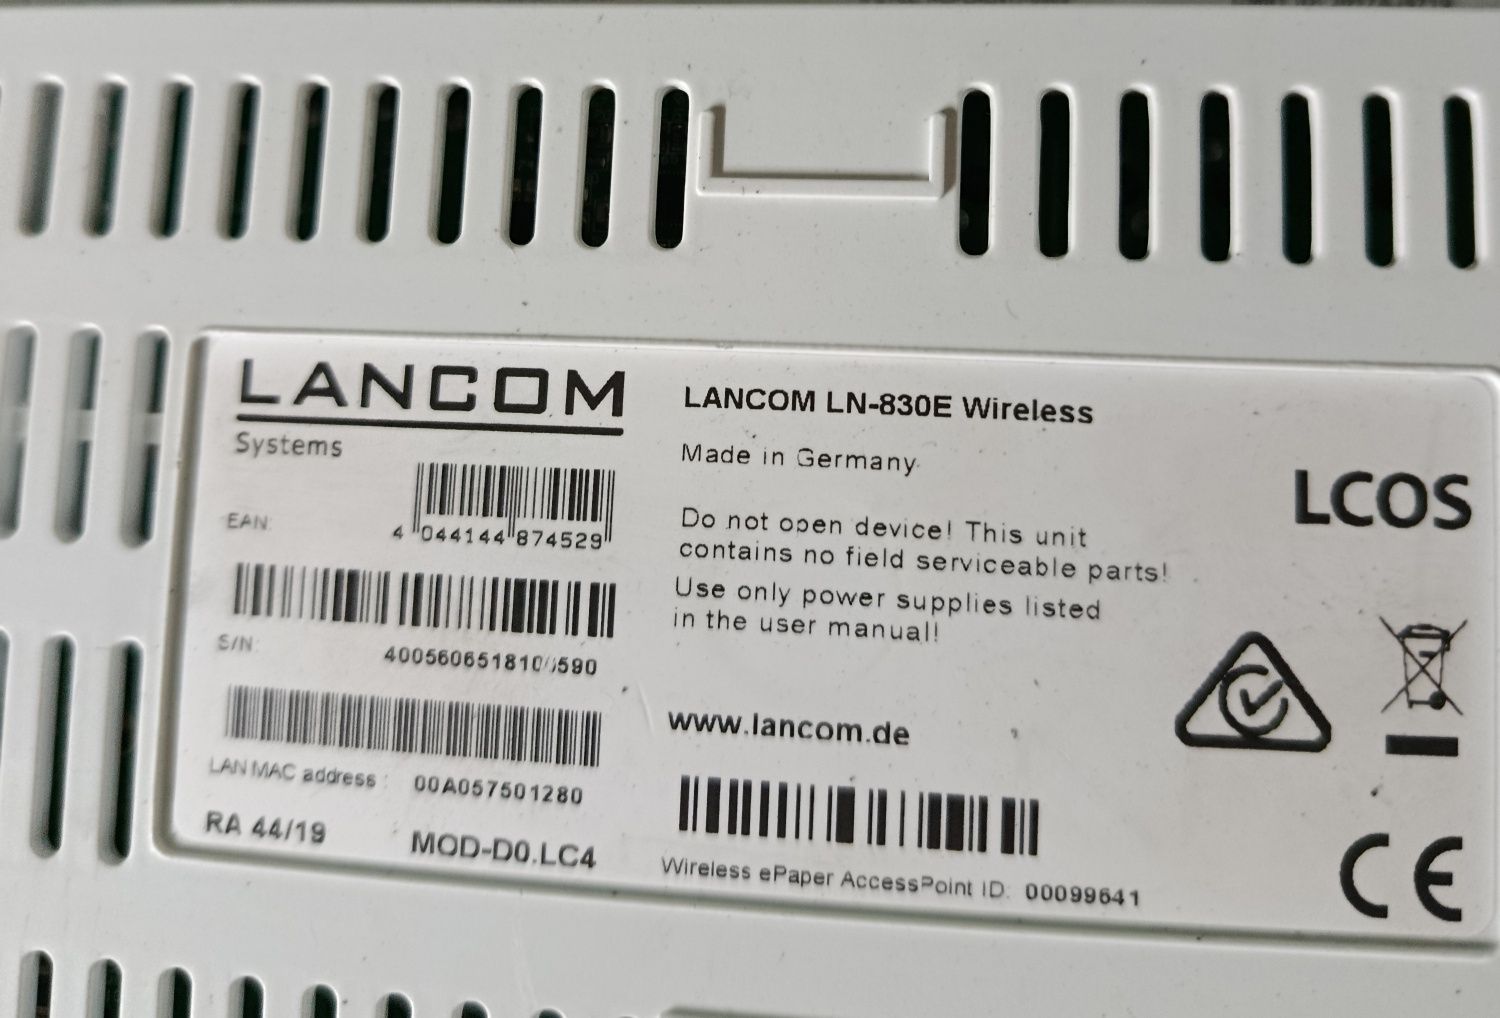 LANCOM
Systems
EAN:
4 044144 874529
S/N:
LAN MAC address : 00A057501280
RA 44/19 MOD-D0.LC4
LANCOM LN-830E Wireless
Made in Germany
Do not open device! This unit
contains no field serviceable parts!
Use only power supplies listed
in the user manual!
www.lancom.de
Wireless ePaper AccessPoint ID: 00099641
LCOS
CE